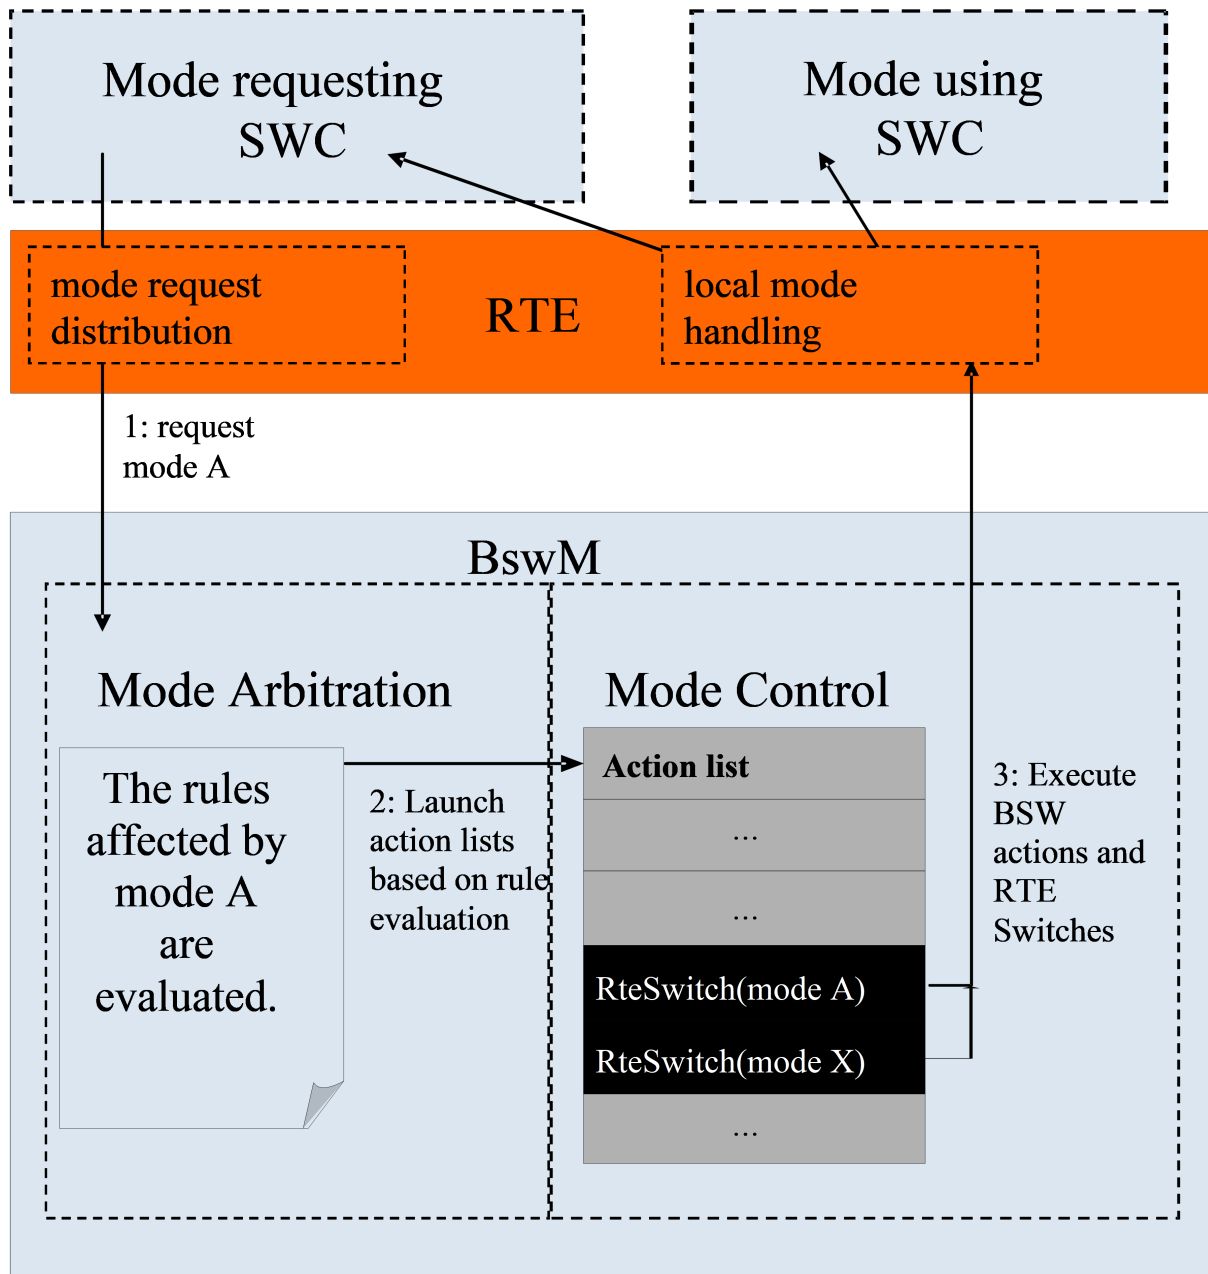 Mode requesting
SWC
Mode using
SWC
mode request
distribution
RTE
local mode
handling
1: request
mode A
BswM
Mode Arbitration
The rules
affected by
mode A
are
evaluated.
2: Launch
action lists
based on rule
evaluation
Mode Control
Action list
...
...
RteSwitch(mode A)
RteSwitch(mode X)
...
3: Execute
BSW
actions and
RTE
Switches